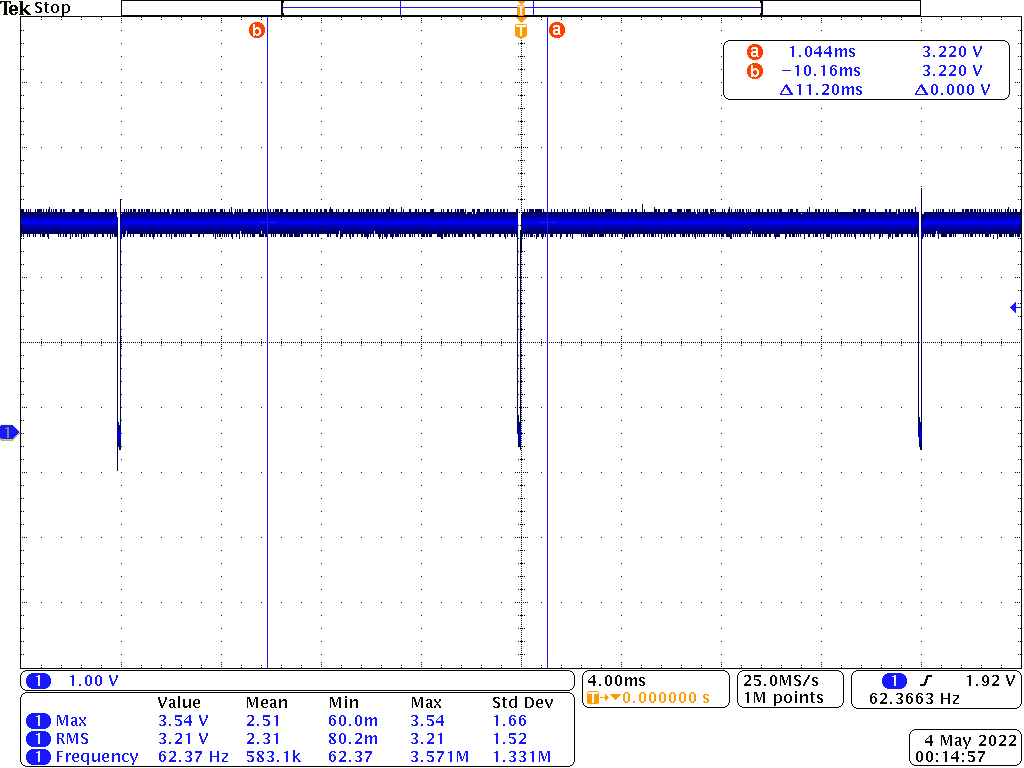 Tek Stop
T
b T a
a 1.044ms 3.220 V
b −10.16ms 3.220 V
Δ11.20ms Δ0.000 V
1
1 1.00 V
4.00ms
T→▼0.000000 s
25.0MS/s
1M points
1 1.92 V
62.3663 Hz
Value Mean Min Max Std Dev
1 Max 3.54 V 2.51 60.0m 3.54 1.66
1 RMS 3.21 V 2.31 80.2m 3.21 1.52
1 Frequency 62.37 Hz 583.1k 62.37 3.571M 1.331M
4 May 2022
00:14:57